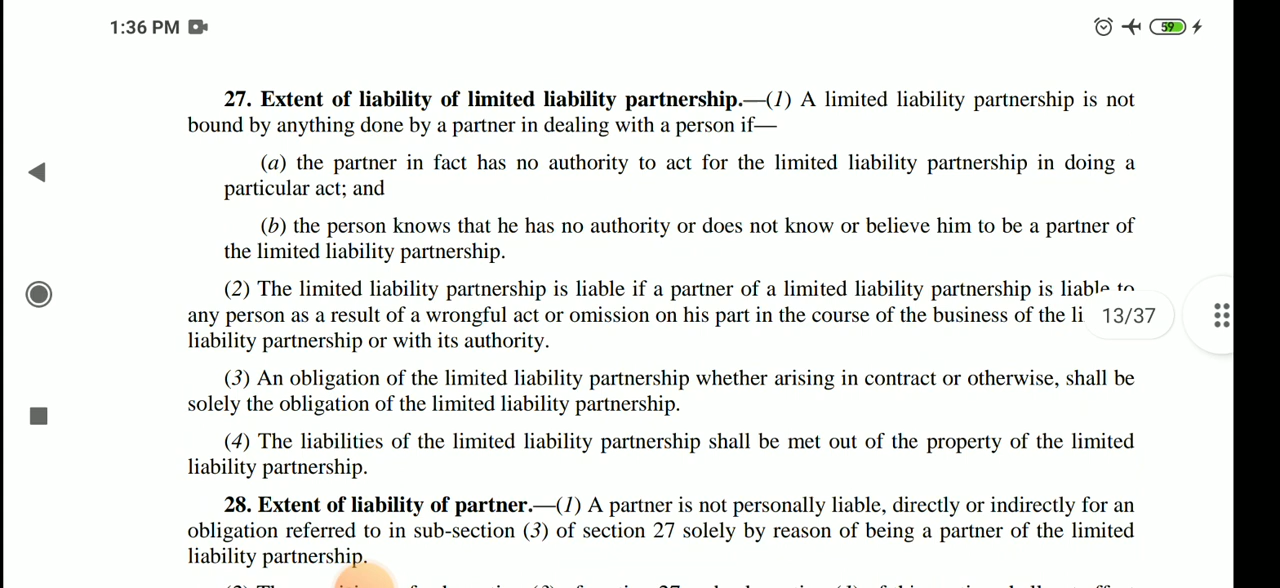 1:36 PM
59
27. Extent of liability of limited liability partnership.—(1) A limited liability partnership is not
bound by anything done by a partner in dealing with a person if—
(a) the partner in fact has no authority to act for the limited liability partnership in doing a
particular act; and
(b) the person knows that he has no authority or does not know or believe him to be a partner of
the limited liability partnership.
(2) The limited liability partnership is liable if a partner of a limited liability partnership is liable to
any person as a result of a wrongful act or omission on his part in the course of the business of the li
13/37
liability partnership or with its authority.
(3) An obligation of the limited liability partnership whether arising in contract or otherwise, shall be
solely the obligation of the limited liability partnership.
(4) The liabilities of the limited liability partnership shall be met out of the property of the limited
liability partnership.
28. Extent of liability of partner.—(1) A partner is not personally liable, directly or indirectly for an
obligation referred to in sub-section (3) of section 27 solely by reason of being a partner of the limited
liability partnership.